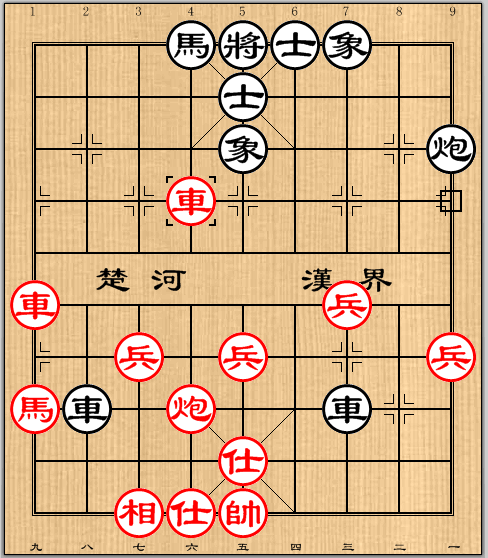 1 2 3 4 5 6 7 8 9
馬 將 士 象
士
象 炮
車
楚 河 漢 界
車 兵
兵 兵 兵
馬 車 炮 車
仕
相 仕 帥
九 八 七 六 五 四 三 二 一